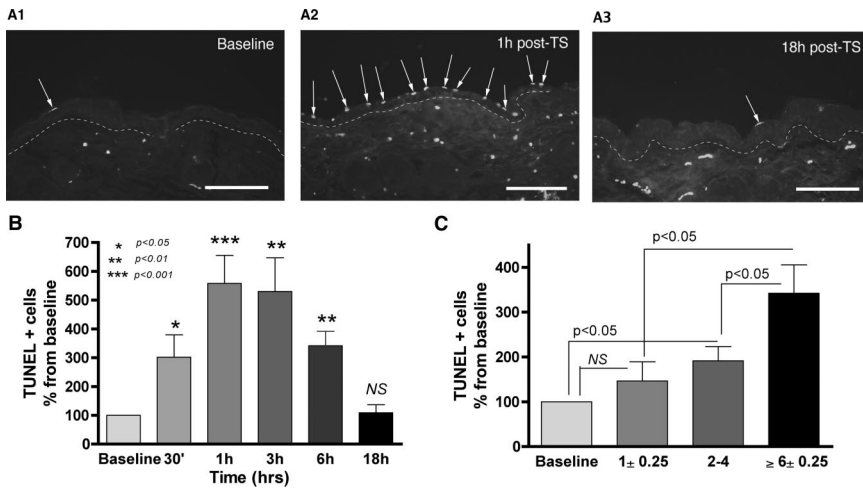 A1
A2
A3
Baseline
1h post-TS
18h post-TS
B
* p<0.05
** p<0.01
*** p<0.001
TUNEL + cells
% from baseline
700
600
500
400
300
200
100
0
*
***
**
**
NS
Baseline 30' 1h 3h 6h 18h
Time (hrs)
C
TUNEL + cells
% from baseline
400
300
200
100
0
p<0.05
p<0.05
p<0.05
NS
Baseline 1± 0.25 2-4 ≥ 6± 0.25